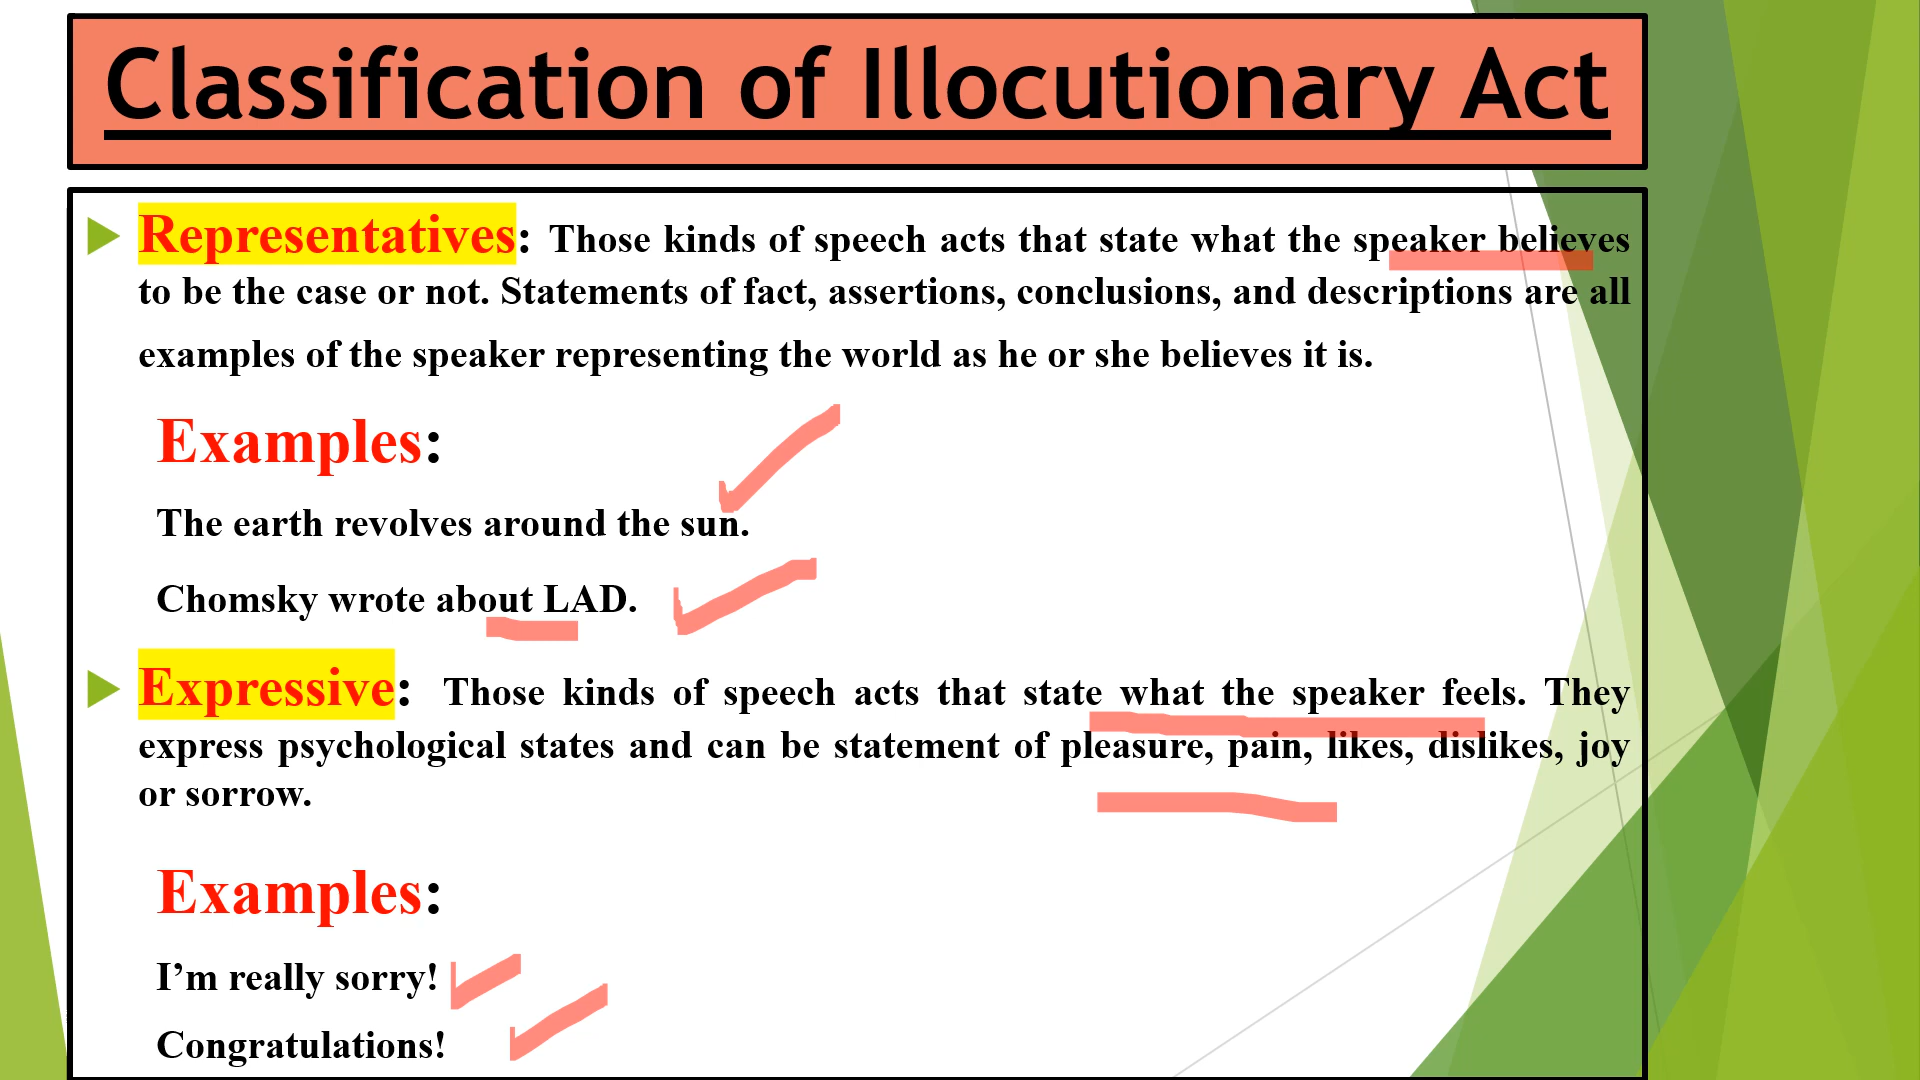 Classification of Illocutionary Act
Representatives: Those kinds of speech acts that state what the speaker believes
to be the case or not. Statements of fact, assertions, conclusions, and descriptions are all
examples of the speaker representing the world as he or she believes it is.
Examples:
The earth revolves around the sun.
Chomsky wrote about LAD.
Expressive: Those kinds of speech acts that state what the speaker feels. They
express psychological states and can be statement of pleasure, pain, likes, dislikes, joy
or sorrow.
Examples:
I’m really sorry!
Congratulations!